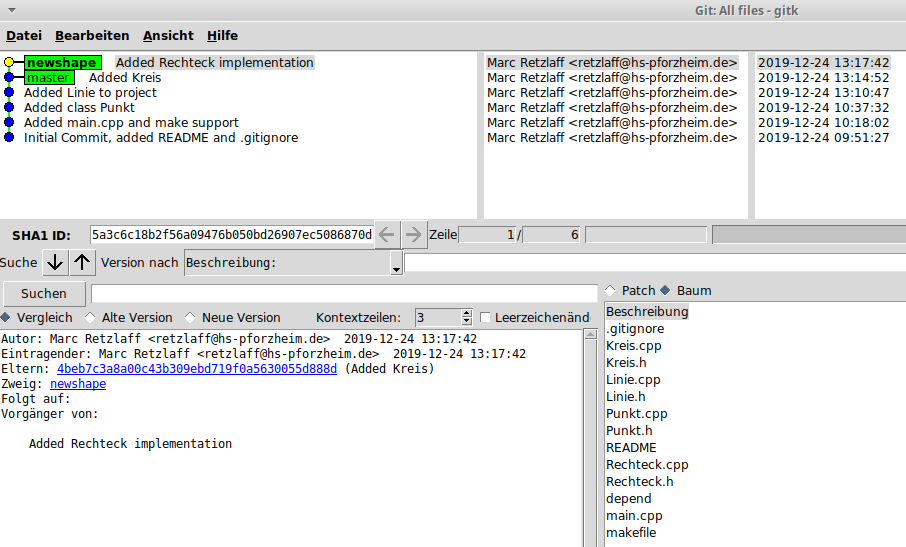 Git: All files - gitk
Datei Bearbeiten Ansicht Hilfe
newshape Added Rechteck implementation Marc Retzlaff <retzlaff@hs-pforzheim.de> 2019-12-24 13:17:42
master Added Kreis Marc Retzlaff <retzlaff@hs-pforzheim.de> 2019-12-24 13:14:52
Added Linie to project Marc Retzlaff <retzlaff@hs-pforzheim.de> 2019-12-24 13:10:47
Added class Punkt Marc Retzlaff <retzlaff@hs-pforzheim.de> 2019-12-24 10:37:32
Added main.cpp and make support Marc Retzlaff <retzlaff@hs-pforzheim.de> 2019-12-24 10:18:02
Initial Commit, added README and .gitignore Marc Retzlaff <retzlaff@hs-pforzheim.de> 2019-12-24 09:51:27
SHA1 ID: 5a3c6c18b2f56a09476b050bd26907ec5086870d Zeile 1 / 6
Suche Version nach Beschreibung:
Suchen
Vergleich Alte Version Neue Version Kontextzeilen: 3 Leerzeichenänd
Autor: Marc Retzlaff <retzlaff@hs-pforzheim.de> 2019-12-24 13:17:42
Eintragender: Marc Retzlaff <retzlaff@hs-pforzheim.de> 2019-12-24 13:17:42
Eltern: 4beb7c3a8a00c43b309ebd719f0a5630055d888d (Added Kreis)
Zweig: newshape
Folgt auf:
Vorgänger von:
Added Rechteck implementation
Patch Baum
Beschreibung
.gitignore
Kreis.cpp
Kreis.h
Linie.cpp
Linie.h
Punkt.cpp
Punkt.h
README
Rechteck.cpp
Rechteck.h
depend
main.cpp
makefile